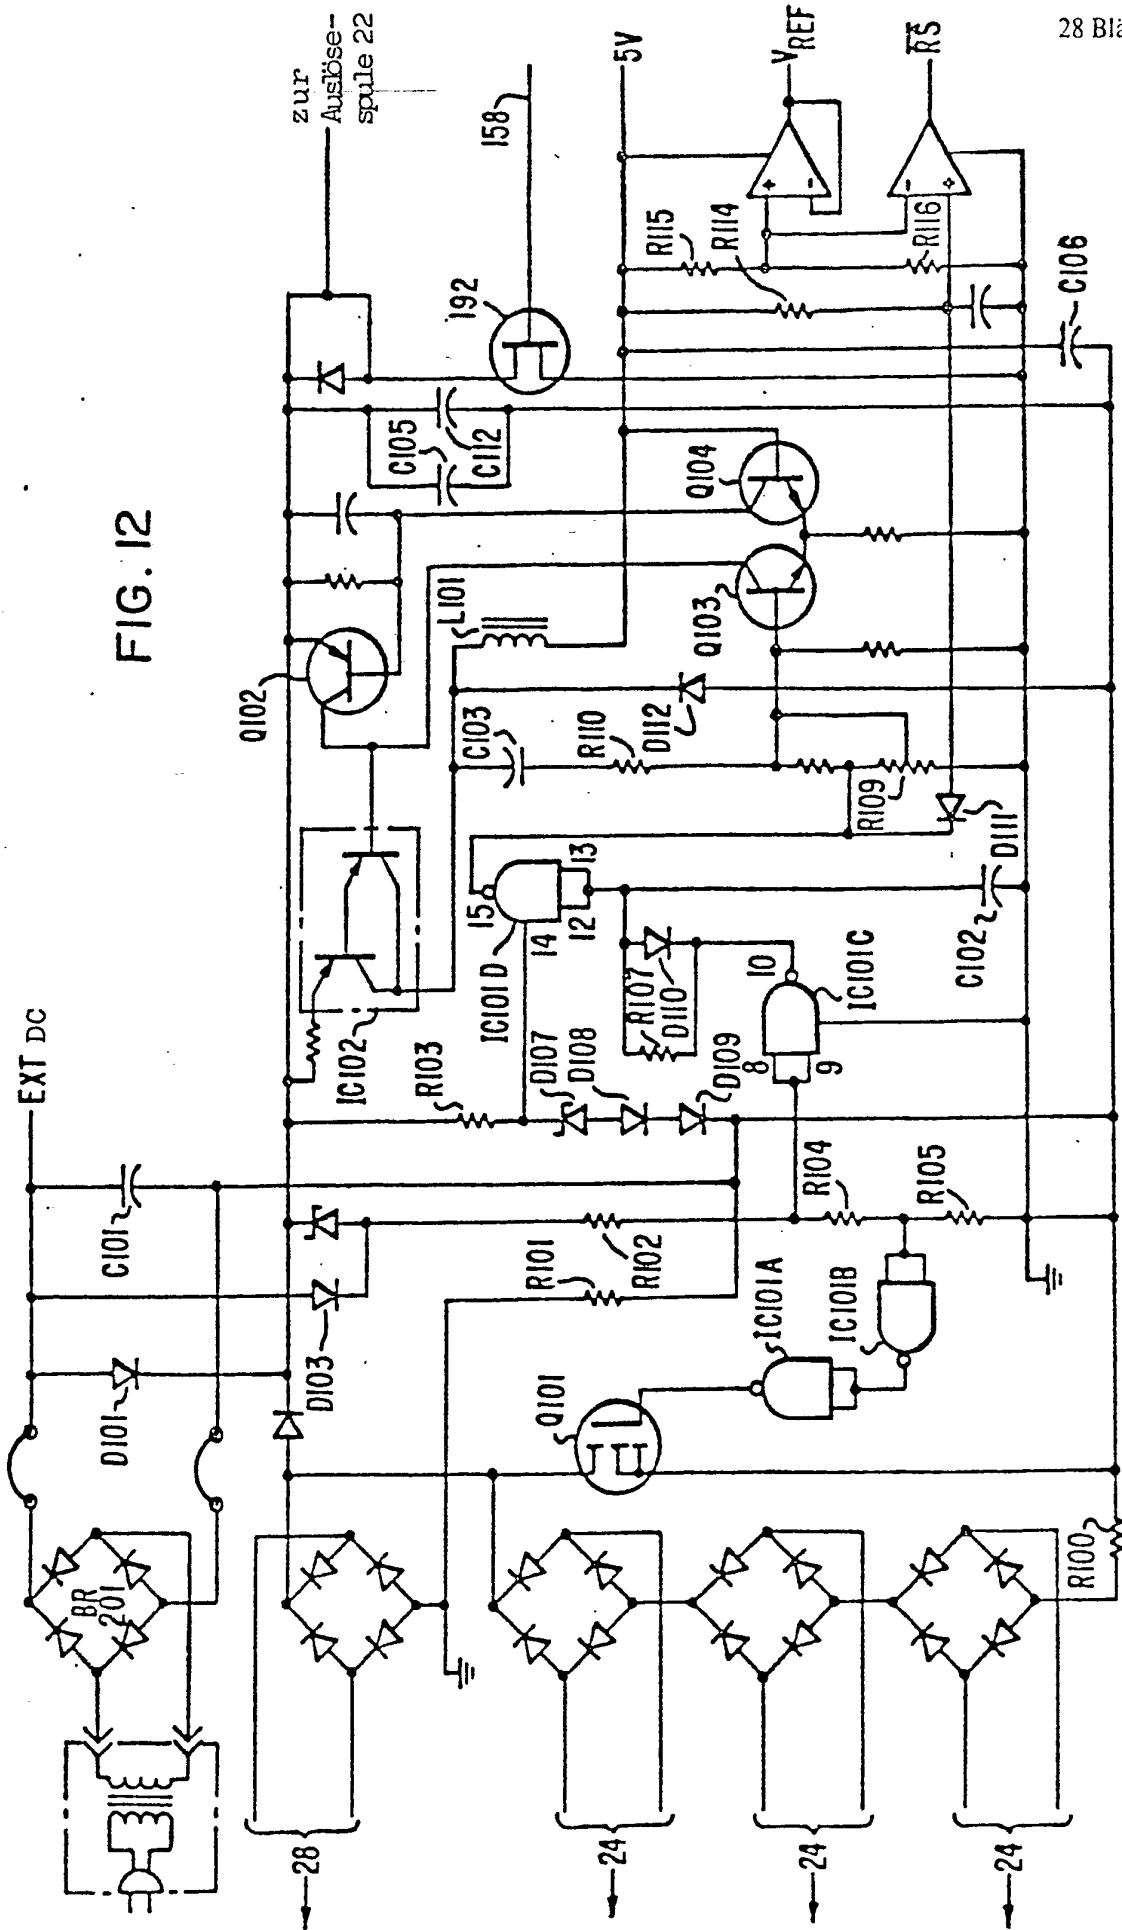 28 Blä
FIG. 12
zur
Auslöse-
spule 22
158
192
5V
VREF
RS
EXT DC
C101
D101
D103
BR
201
28
24
24
24
Q102
IC102
R103
L101
C105
C112
C103
R110
D112
Q103
Q104
R115
R114
R116
+
-
-
+
C106
IC101D
15
14
12
13
R109
D111
C102
D107
D108
D109
R107
D110
10
IC101C
8
9
R104
R105
R101
R102
IC101A
IC101B
Q101
R100